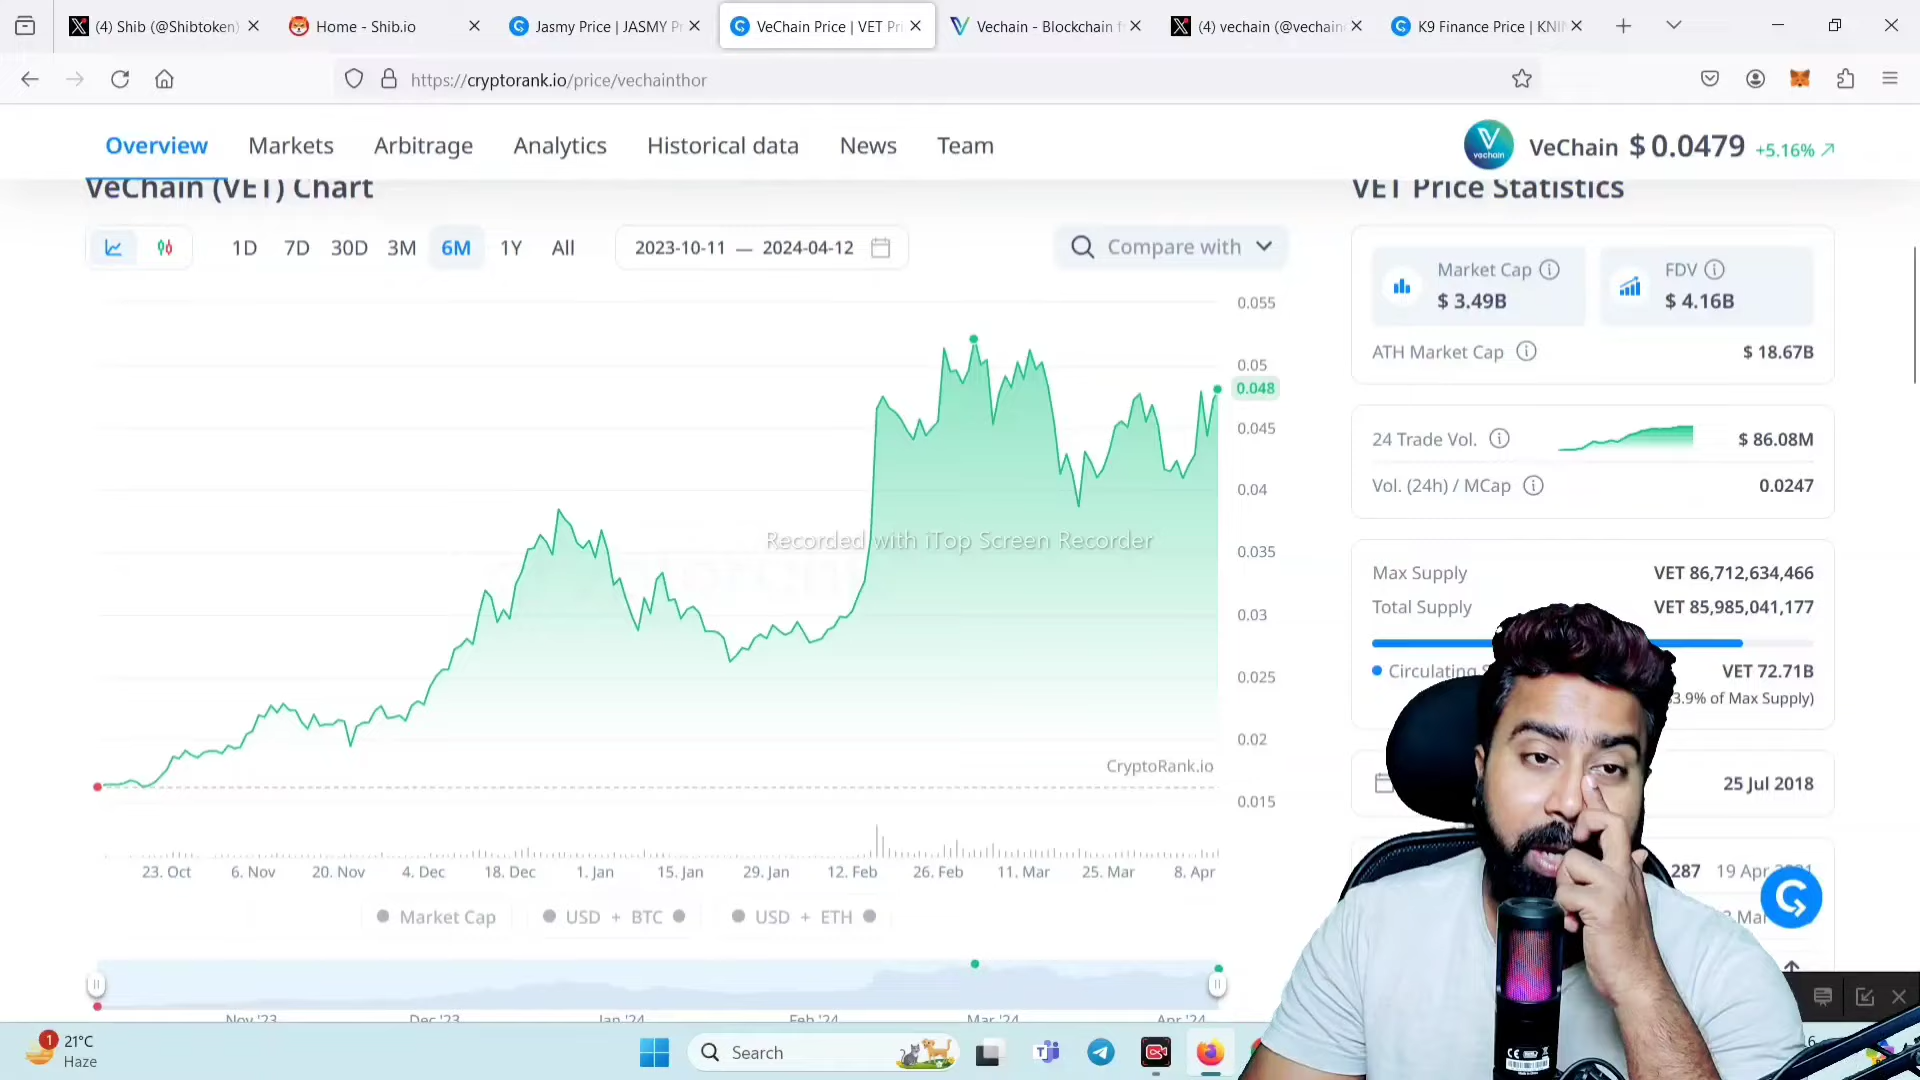 (4) Shib (@Shibtoken)
Home - Shib.io
Jasmy Price | JASMY P
VeChain Price | VET Pri
Vechain - Blockchain f
(4) vechain (@vechain
K9 Finance Price | KNI
https://cryptorank.io/price/vechainthor
Overview
Markets
Arbitrage
Analytics
Historical data
News
Team
vechain
VeChain $ 0.0479 +5.16%
VeChain (VET) Chart
VET Price Statistics
1D 7D 30D 3M 6M 1Y All
2023-10-11 — 2024-04-12
Compare with
Market Cap
$ 3.49B
FDV
$ 4.16B
ATH Market Cap $ 18.67B
24 Trade Vol. $ 86.08M
Vol. (24h) / MCap 0.0247
Max Supply VET 86,712,634,466
Total Supply VET 85,985,041,177
Circulating VET 72.71B
3.9% of Max Supply)
25 Jul 2018
287 19 Apr
0.055
0.05
0.048
0.045
0.04
0.035
0.03
0.025
0.02
0.015
Recorded with iTop Screen Recorder
CryptoRank.io
23. Oct 6. Nov 20. Nov 4. Dec 18. Dec 1. Jan 15. Jan 29. Jan 12. Feb 26. Feb 11. Mar 25. Mar 8. Apr
Market Cap
USD + BTC
USD + ETH
Nov '23 Dec '23 Jan '24 Feb '24 Mar '24 Apr '24
1
21°C
Haze
Search